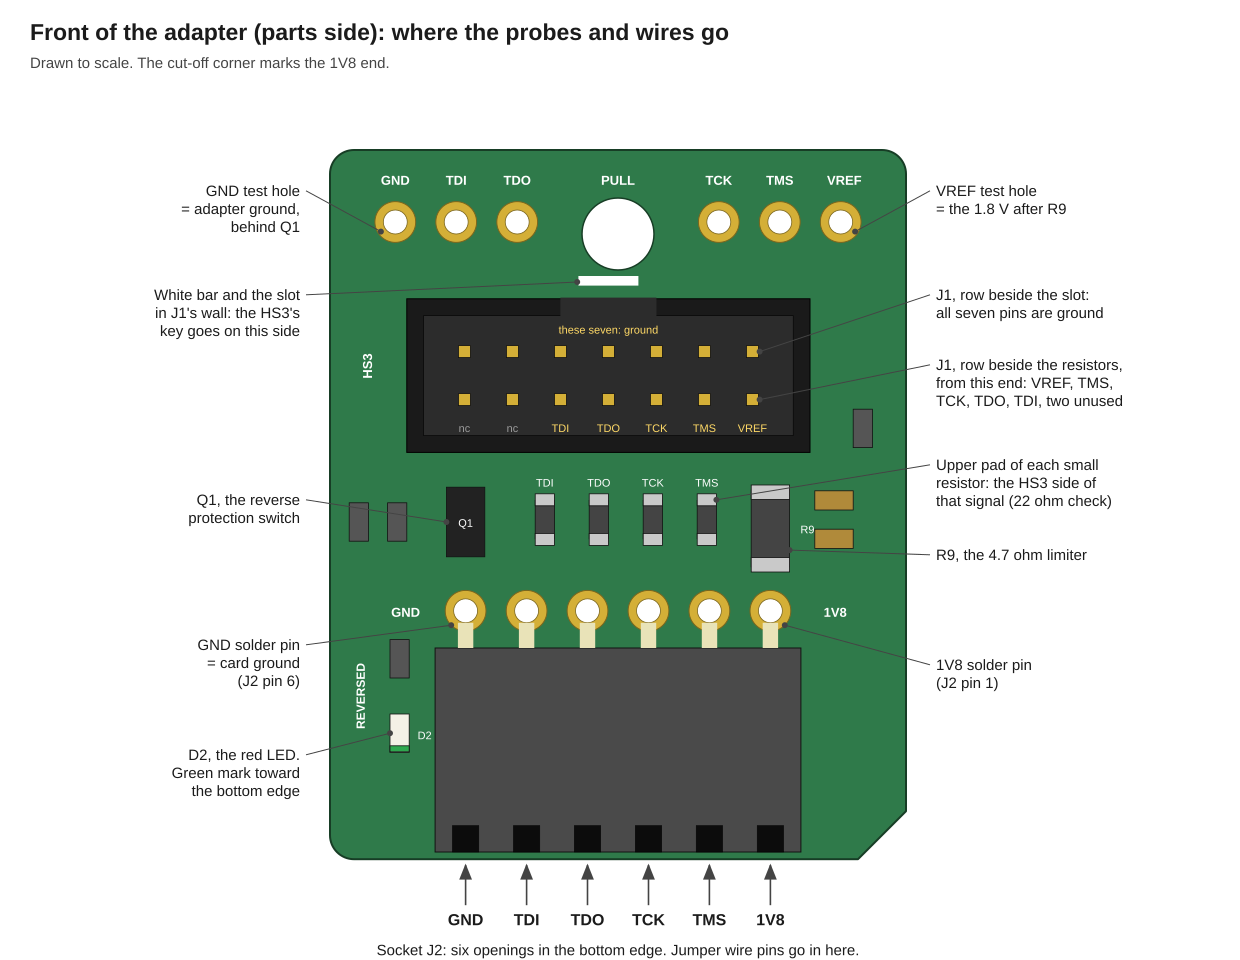 Front of the adapter (parts side): where the probes and wires go
Drawn to scale. The cut-off corner marks the 1V8 end.
GND TDI TDO PULL TCK TMS VREF
GND test hole
= adapter ground,
behind Q1
VREF test hole
= the 1.8 V after R9
White bar and the slot
in J1's wall: the HS3's
key goes on this side
J1, row beside the slot:
all seven pins are ground
these seven: ground
HS3
J1, row beside the resistors,
from this end: VREF, TMS,
TCK, TDO, TDI, two unused
nc nc TDI TDO TCK TMS VREF
Upper pad of each small
resistor: the HS3 side of
that signal (22 ohm check)
TDI TDO TCK TMS
Q1, the reverse
protection switch
Q1
R9
R9, the 4.7 ohm limiter
GND
1V8
GND solder pin
= card ground
(J2 pin 6)
1V8 solder pin
(J2 pin 1)
REVERSED
D2
D2, the red LED.
Green mark toward
the bottom edge
GND TDI TDO TCK TMS 1V8
Socket J2: six openings in the bottom edge. Jumper wire pins go in here.